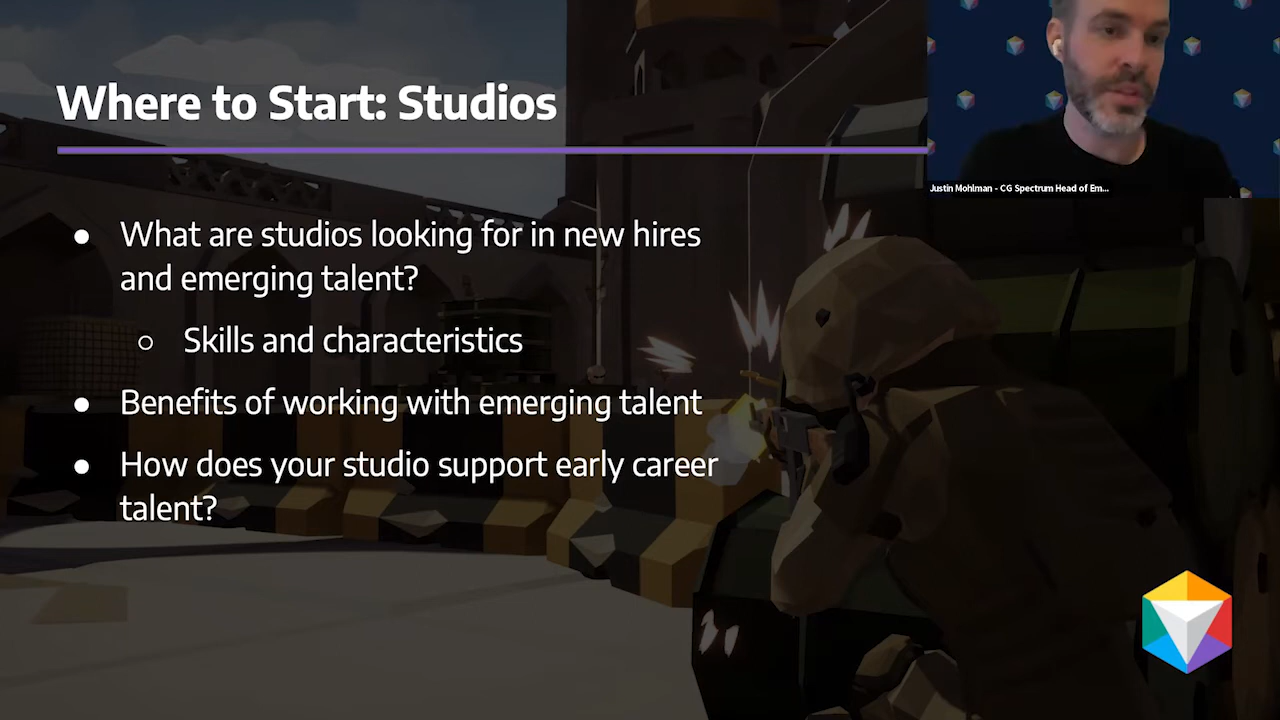 Where to Start: Studios
Justin Mohlman - CG Spectrum Head of Em...
● What are studios looking for in new hires
and emerging talent?
○ Skills and characteristics
● Benefits of working with emerging talent
● How does your studio support early career
talent?